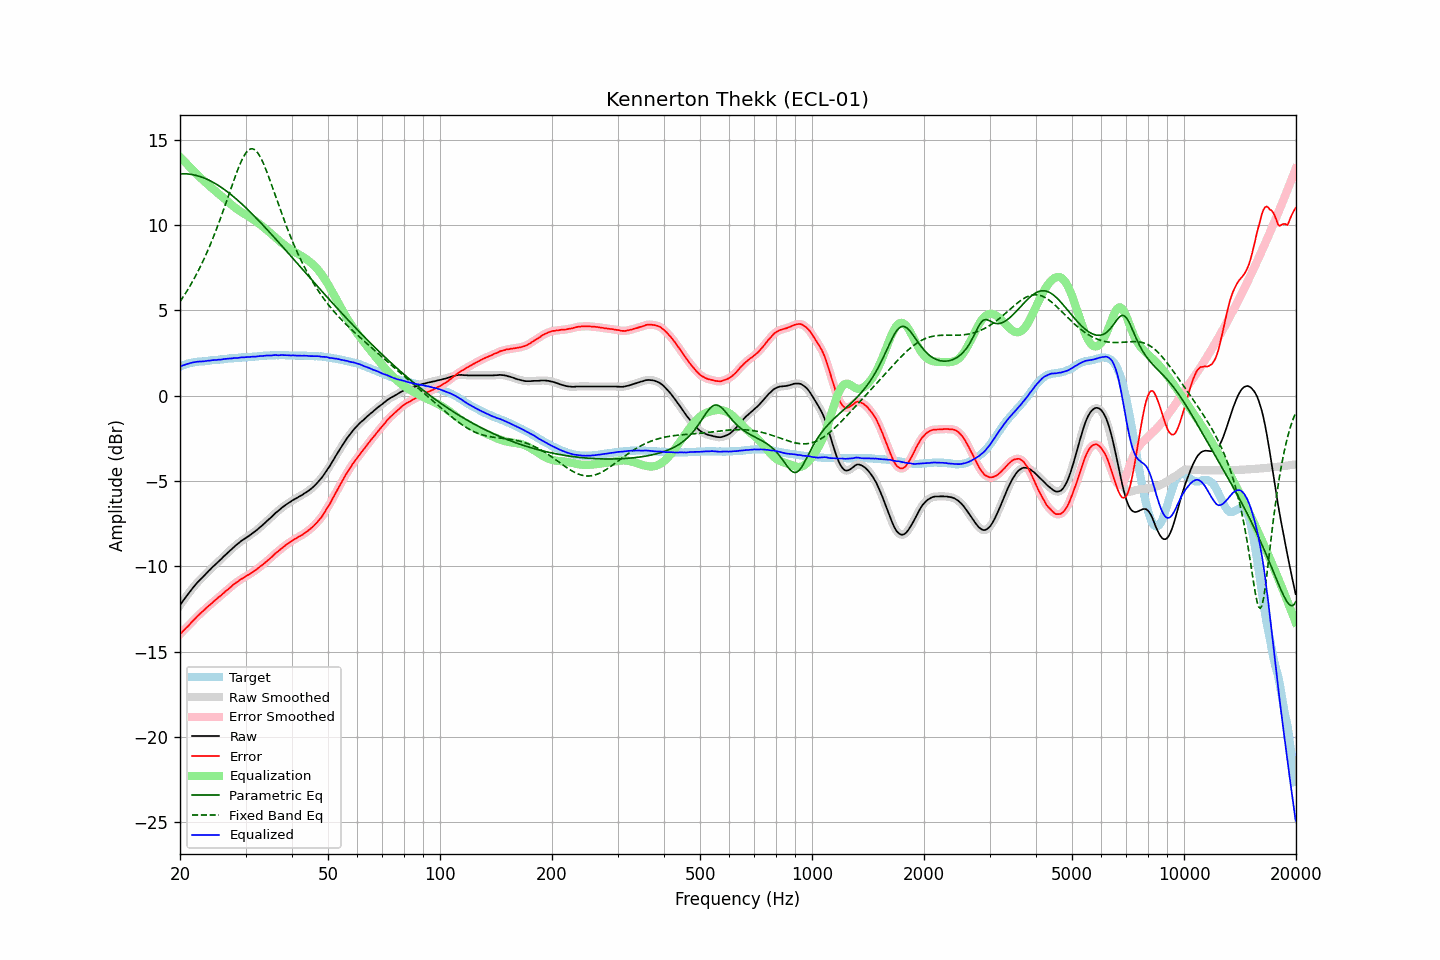 Kennerton Thekk (ECL-01)
Amplitude (dBr)
15
10
5
0
−5
−10
−15
−20
−25
Target
Raw Smoothed
Error Smoothed
Raw
Error
Equalization
Parametric Eq
Fixed Band Eq
Equalized
20 50 100 200 500 1000 2000 5000 10000 20000
Frequency (Hz)